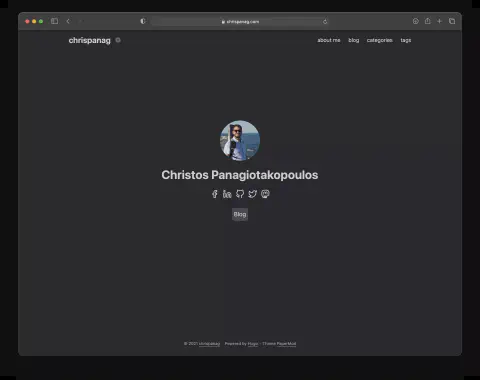 chrispanag.com
chrispanag
about me blog categories tags
Christos Panagiotakopoulos
Blog
© 2021 chrispanag Powered by Hugo Theme PaperMod